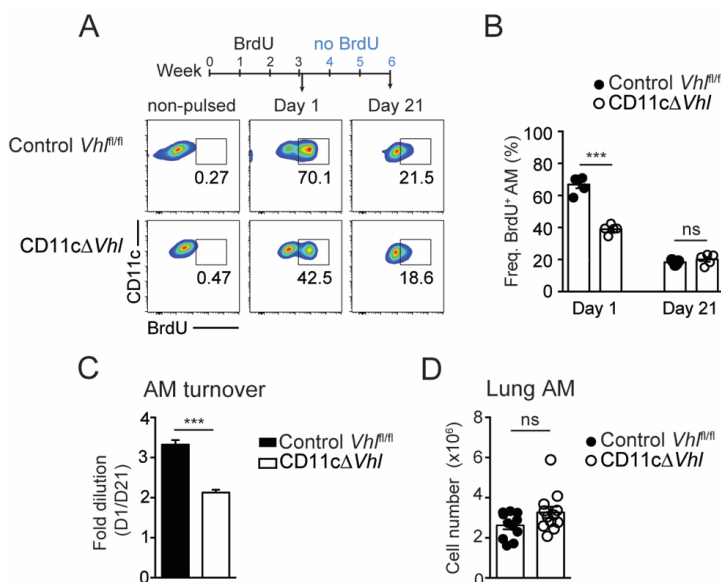 A
BrdU no BrdU
Week 0 1 2 3 4 5 6
non-pulsed Day 1 Day 21
Control Vhlfl/fl
0.27 70.1 21.5
CD11cΔVhl
0.47 42.5 18.6
CD11c
BrdU
B
Control Vhlfl/fl
CD11cΔVhl
Freq. BrdU+ AM (%)
100
80
60
40
20
0
***
ns
Day 1 Day 21
C AM turnover
Fold dilution
(D1/D21)
4
3
2
1
0
***
Control Vhlfl/fl
CD11cΔVhl
D Lung AM
Cell number (x10⁶)
8
6
4
2
0
ns
Control Vhlfl/fl
CD11cΔVhl